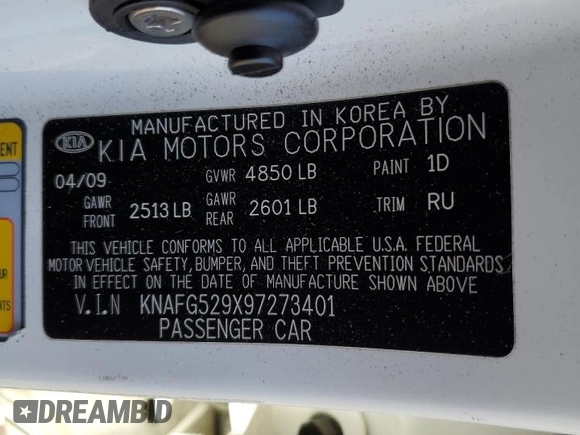 MANUFACTURED IN KOREA BY
KIA KIA MOTORS CORPORATION
04/09 GVWR 4850 LB PAINT 1D
GAWR FRONT 2513 LB GAWR REAR 2601 LB TRIM RU
THIS VEHICLE CONFORMS TO ALL APPLICABLE U.S.A. FEDERAL
MOTOR VEHICLE SAFETY, BUMPER, AND THEFT PREVENTION STANDARDS
IN EFFECT ON THE DATE OF MANUFACTURE SHOWN ABOVE
V.I.N KNAFG529X97273401
PASSENGER CAR
DREAMBID